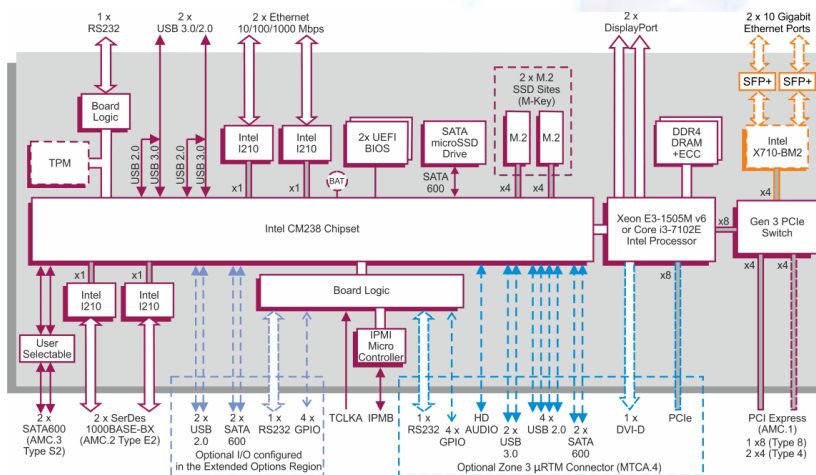 1 x
RS232
2 x
USB 3.0/2.0
2 x Ethernet
10/100/1000 Mbps
2 x
DisplayPort
2 x 10 Gigabit
Ethernet Ports
SFP+
SFP+
Board
Logic
TPM
USB 2.0
USB 3.0
USB 2.0
USB 3.0
Intel
I210
Intel
I210
2x UEFI
BIOS
SATA
microSSD
Drive
2 x M.2
SSD Sites
(M-Key)
M.2
M.2
DDR4
DRAM
+ECC
Intel
X710-BM2
x1
x1
BAT
SATA
600
x4
x4
x4
Intel CM238 Chipset
Xeon E3-1505M v6
or Core i3-7102E
Intel Processor
x8
Gen 3 PCIe
Switch
x1
x1
x8
x4
x4
Intel
I210
Intel
I210
Board Logic
User
Selectable
IPMI
Micro
Controller
2 x
SATA600
(AMC.3
Type S2)
2 x SerDes
1000BASE-BX
(AMC.2 Type E2)
2 x
USB
2.0
2 x
SATA
600
1 x
RS232
4 x
GPIO
Optional I/O configured
in the Extended Options Region
TCLKA
IPMB
1 x
RS232
4 x
GPIO
HD
AUDIO
2 x
USB
3.0
4 x
USB 2.0
2 x
SATA
600
1 x
DVI-D
PCIe
Optional Zone 3 µRTM Connector (MTCA.4)
PCI Express
(AMC.1)
1 x8 (Type 8)
2 x4 (Type 4)